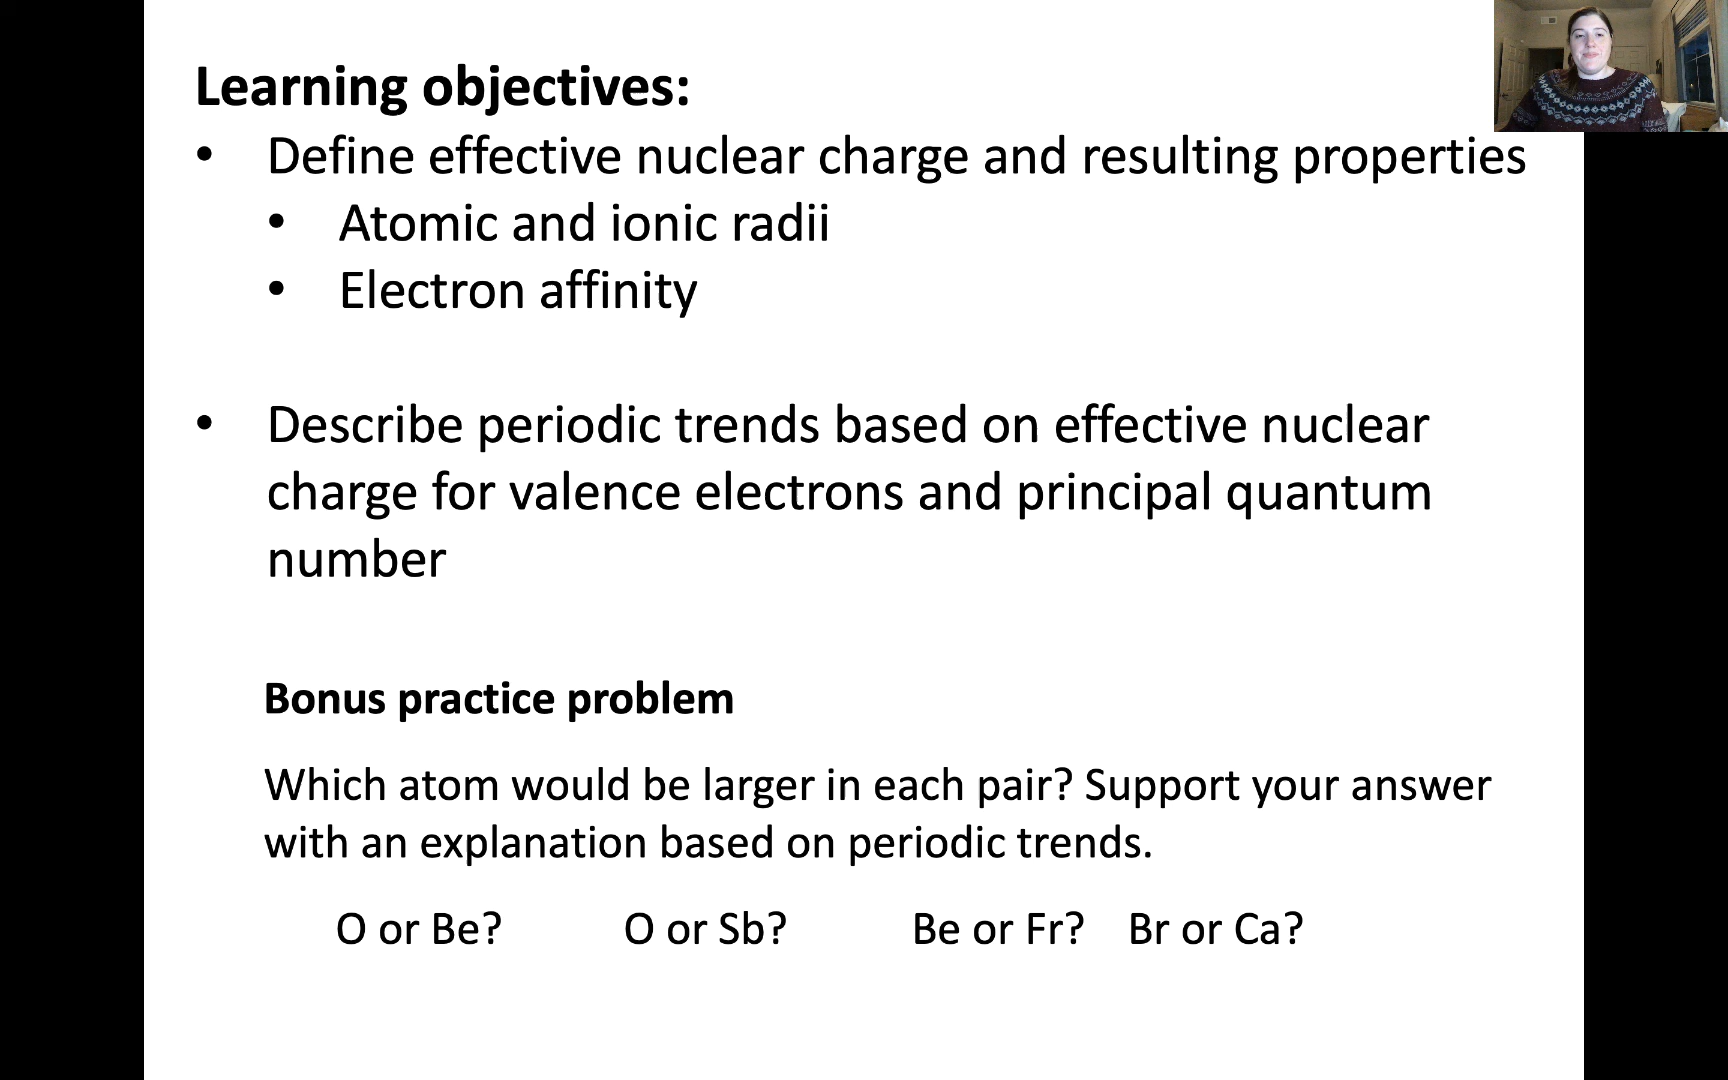 Learning objectives:
• Define effective nuclear charge and resulting properties
• Atomic and ionic radii
• Electron affinity
• Describe periodic trends based on effective nuclear
charge for valence electrons and principal quantum
number
Bonus practice problem
Which atom would be larger in each pair? Support your answer
with an explanation based on periodic trends.
O or Be? O or Sb? Be or Fr? Br or Ca?